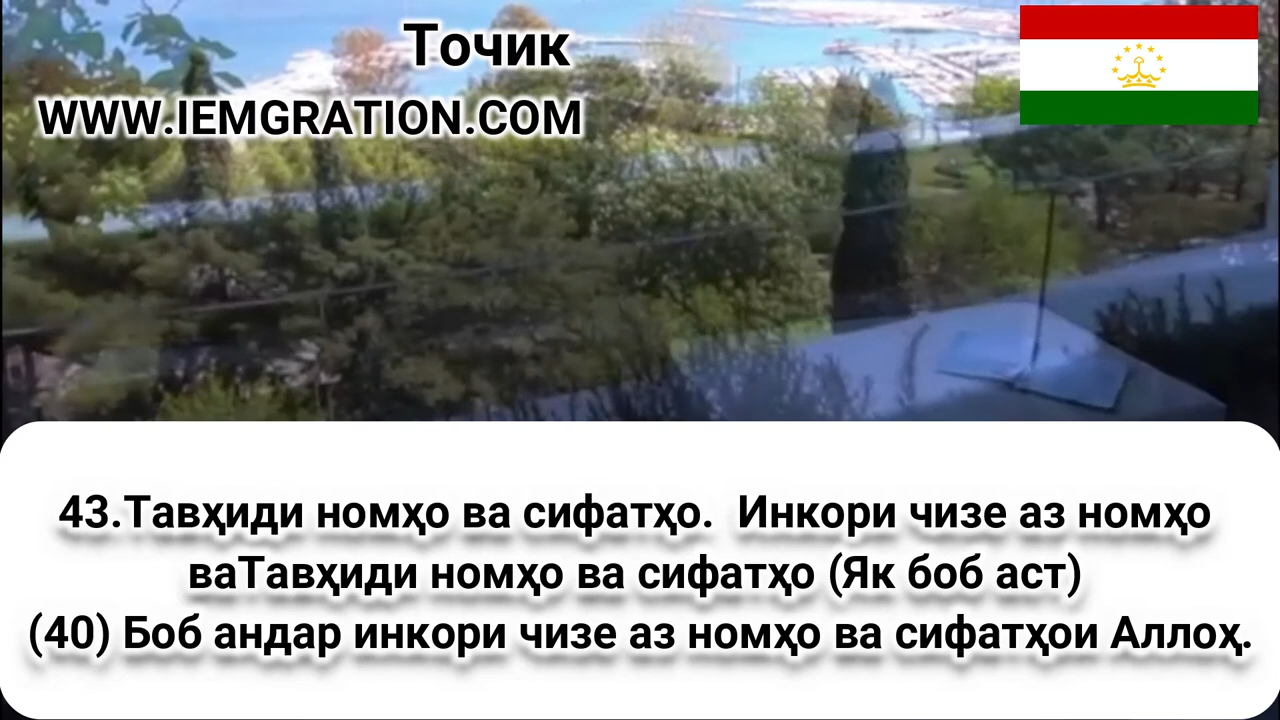 Точик
WWW.IEMGRATION.COM
43.Тавҳиди номҳо ва сифатҳо.  Инкори чизе аз номҳо
ваТавҳиди номҳо ва сифатҳо (Як боб аст)
(40) Боб андар инкори чизе аз номҳо ва сифатҳои Аллоҳ.